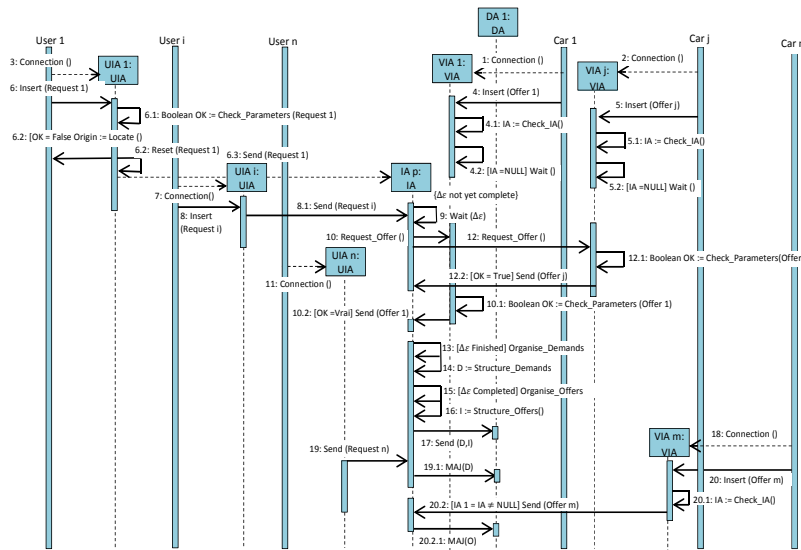 DA 1:
DA
User 1
User i
User n
Car 1
Car j
Car n
UIA 1:
UIA
VIA 1:
VIA
VIA j:
VIA
1: Connection ()
2: Connection ()
3: Connection ()
6: Insert (Request 1)
4: Insert (Offer 1)
5: Insert (Offer j)
6.1: Boolean OK := Check_Parameters (Request 1)
4.1: IA := Check_IA()
5.1: IA := Check_IA()
6.2: [OK = False Origin := Locate ()
6.2: Reset (Request 1)
6.3: Send (Request 1)
4.2: [IA =NULL] Wait ()
5.2: [IA =NULL] Wait ()
UIA i:
UIA
IA p:
IA
{Δε not yet complete}
7: Connection()
8: Insert
(Request i)
8.1: Send (Request i)
9: Wait (Δε)
10: Request_Offer ()
12: Request_Offer ()
UIA n:
UIA
12.1: Boolean OK := Check_Parameters(Offer
11: Connection ()
12.2: [OK = True] Send (Offer j)
10.1: Boolean OK := Check_Parameters (Offer 1)
10.2: [OK =Vrai] Send (Offer 1)
13: [Δε Finished] Organise_Demands
14: D := Structure_Demands
15: [Δε Completed] Organise_Offers
16: I := Structure_Offers()
17: Send (D,I)
VIA m:
VIA
18: Connection ()
19: Send (Request n)
19.1: MAJ(D)
20: Insert (Offer m)
20.1: IA := Check_IA()
20.2: [IA 1 = IA ≠ NULL] Send (Offer m)
20.2.1: MAJ(O)